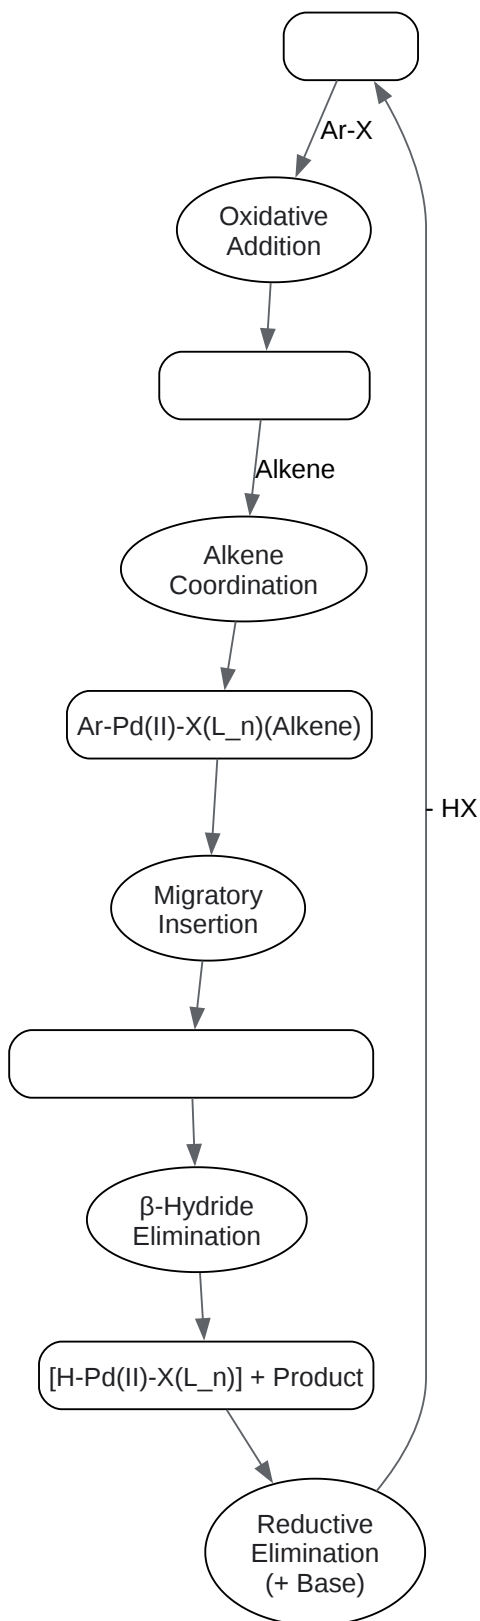 Ar-X
Oxidative
Addition
Alkene
Alkene
Coordination
Ar-Pd(II)-X(L_n)(Alkene)
- HX
Migratory
Insertion
β-Hydride
Elimination
[H-Pd(II)-X(L_n)] + Product
Reductive
Elimination
(+ Base)